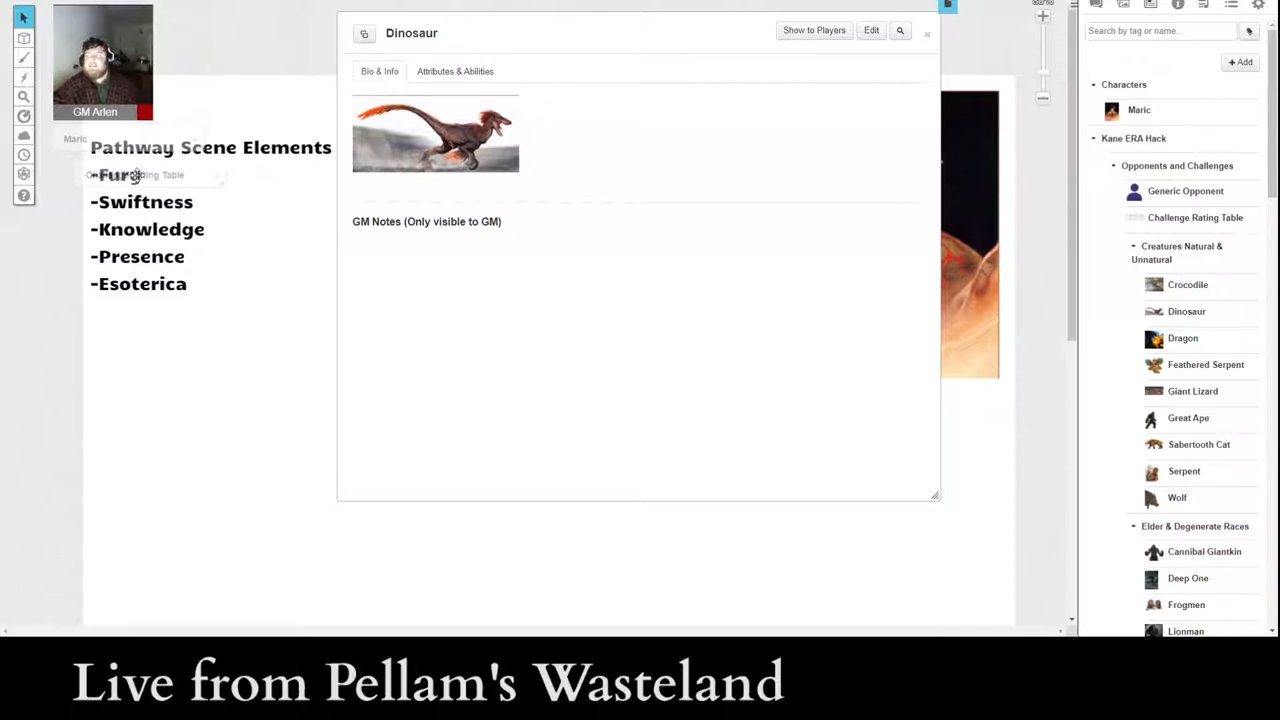 GM Arlen
Maric
Pathway Scene Elements
-Fury
-Swiftness
-Knowledge
-Presence
-Esoterica
Dinosaur
Show to Players
Edit
Bio & Info
Attributes & Abilities
GM Notes (Only visible to GM)
Search by tag or name...
+ Add
Characters
Maric
Kane ERA Hack
Opponents and Challenges
Generic Opponent
Challenge Rating Table
Creatures Natural &
Unnatural
Crocodile
Dinosaur
Dragon
Feathered Serpent
Giant Lizard
Great Ape
Sabertooth Cat
Serpent
Wolf
Elder & Degenerate Races
Cannibal Giantkin
Deep One
Frogmen
Lionman
Live from Pellam's Wasteland